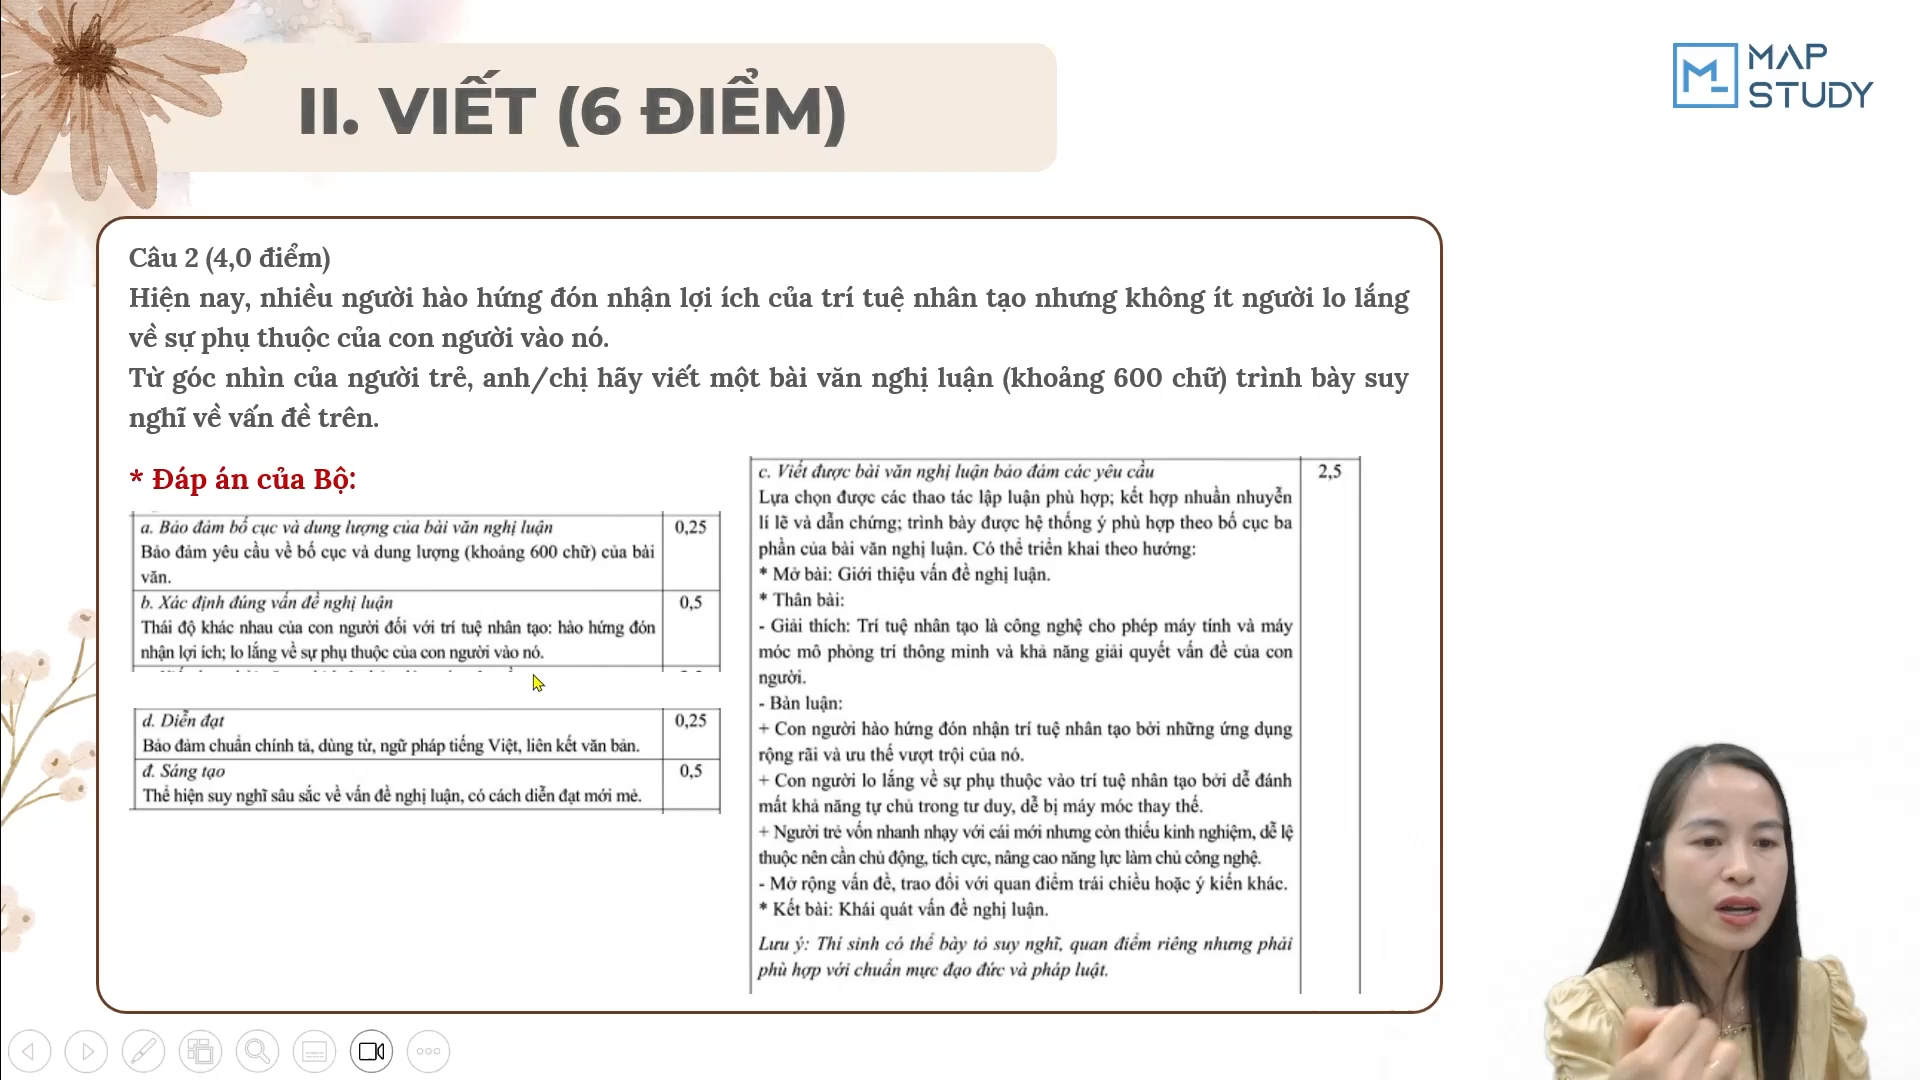 II. VIẾT (6 ĐIỂM)
MAP
STUDY
Câu 2 (4,0 điểm)
Hiện nay, nhiều người hào hứng đón nhận lợi ích của trí tuệ nhân tạo nhưng không ít người lo lắng
về sự phụ thuộc của con người vào nó.
Từ góc nhìn của người trẻ, anh/chị hãy viết một bài văn nghị luận (khoảng 600 chữ) trình bày suy
nghĩ về vấn đề trên.
* Đáp án của Bộ:
a. Bảo đảm bố cục và dung lượng của bài văn nghị luận
0,25
Bảo đảm yêu cầu về bố cục và dung lượng (khoảng 600 chữ) của bài
văn.
b. Xác định đúng vấn đề nghị luận
0,5
Thái độ khác nhau của con người đối với trí tuệ nhân tạo: hào hứng đón
nhận lợi ích; lo lắng về sự phụ thuộc của con người vào nó.
d. Diễn đạt
0,25
Bảo đảm chuẩn chính tả, dùng từ, ngữ pháp tiếng Việt, liên kết văn bản.
đ. Sáng tạo
0,5
Thể hiện suy nghĩ sâu sắc về vấn đề nghị luận, có cách diễn đạt mới mẻ.
c. Viết được bài văn nghị luận bảo đảm các yêu cầu
2,5
Lựa chọn được các thao tác lập luận phù hợp; kết hợp nhuần nhuyễn
lí lẽ và dẫn chứng; trình bày được hệ thống ý phù hợp theo bố cục ba
phần của bài văn nghị luận. Có thể triển khai theo hướng:
* Mở bài: Giới thiệu vấn đề nghị luận.
* Thân bài:
- Giải thích: Trí tuệ nhân tạo là công nghệ cho phép máy tính và máy
móc mô phỏng trí thông minh và khả năng giải quyết vấn đề của con
người.
- Bàn luận:
+ Con người hào hứng đón nhận trí tuệ nhân tạo bởi những ứng dụng
rộng rãi và ưu thế vượt trội của nó.
+ Con người lo lắng về sự phụ thuộc vào trí tuệ nhân tạo bởi dễ đánh
mất khả năng tự chủ trong tư duy, dễ bị máy móc thay thế.
+ Người trẻ vốn nhanh nhạy với cái mới nhưng còn thiếu kinh nghiệm, dễ lệ
thuộc nên cần chủ động, tích cực, nâng cao năng lực làm chủ công nghệ.
- Mở rộng vấn đề, trao đổi với quan điểm trái chiều hoặc ý kiến khác.
* Kết bài: Khái quát vấn đề nghị luận.
Lưu ý: Thí sinh có thể bày tỏ suy nghĩ, quan điểm riêng nhưng phải
phù hợp với chuẩn mực đạo đức và pháp luật.